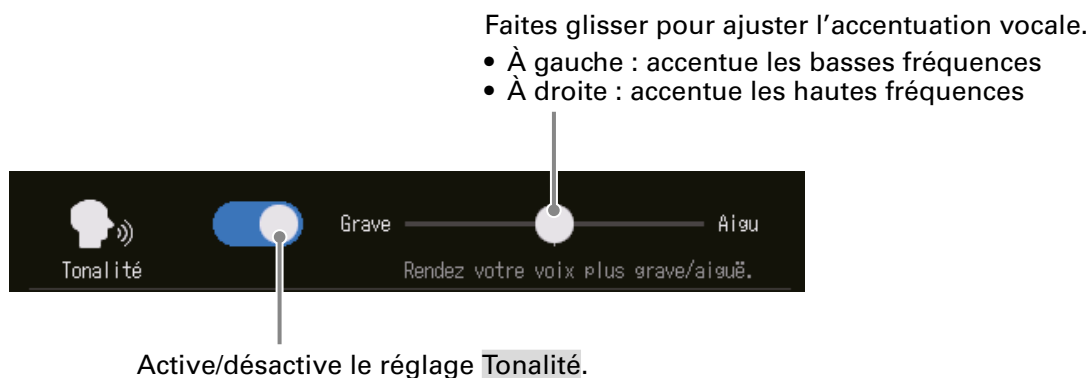 Faites glisser pour ajuster l’accentuation vocale.
• À gauche : accentue les basses fréquences
• À droite : accentue les hautes fréquences
Grave Aigu
Tonalité Rendez votre voix plus grave/aiguë.
Active/désactive le réglage Tonalité.